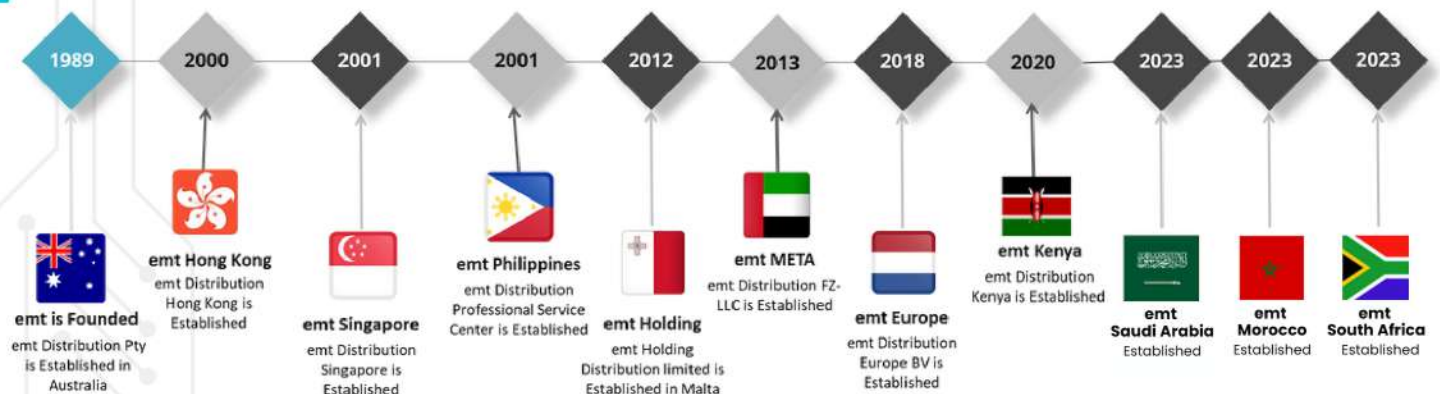 1989
2000
2001
2001
2012
2013
2018
2020
2023
2023
2023
emt is Founded
emt Distribution Pty
is Established in
Australia
emt Hong Kong
emt Distribution
Hong Kong is
Established
emt Singapore
emt Distribution
Singapore is
Established
emt Philippines
emt Distribution
Professional Service
Center is Established
emt Holding
emt Holding
Distribution limited is
Established in Malta
emt META
emt Distribution FZ-
LLC is Established
emt Europe
emt Distribution
Europe BV is
Established
emt Kenya
emt Distribution
Kenya is Established
emt
Saudi Arabia
Established
emt
Morocco
Established
emt
South Africa
Established